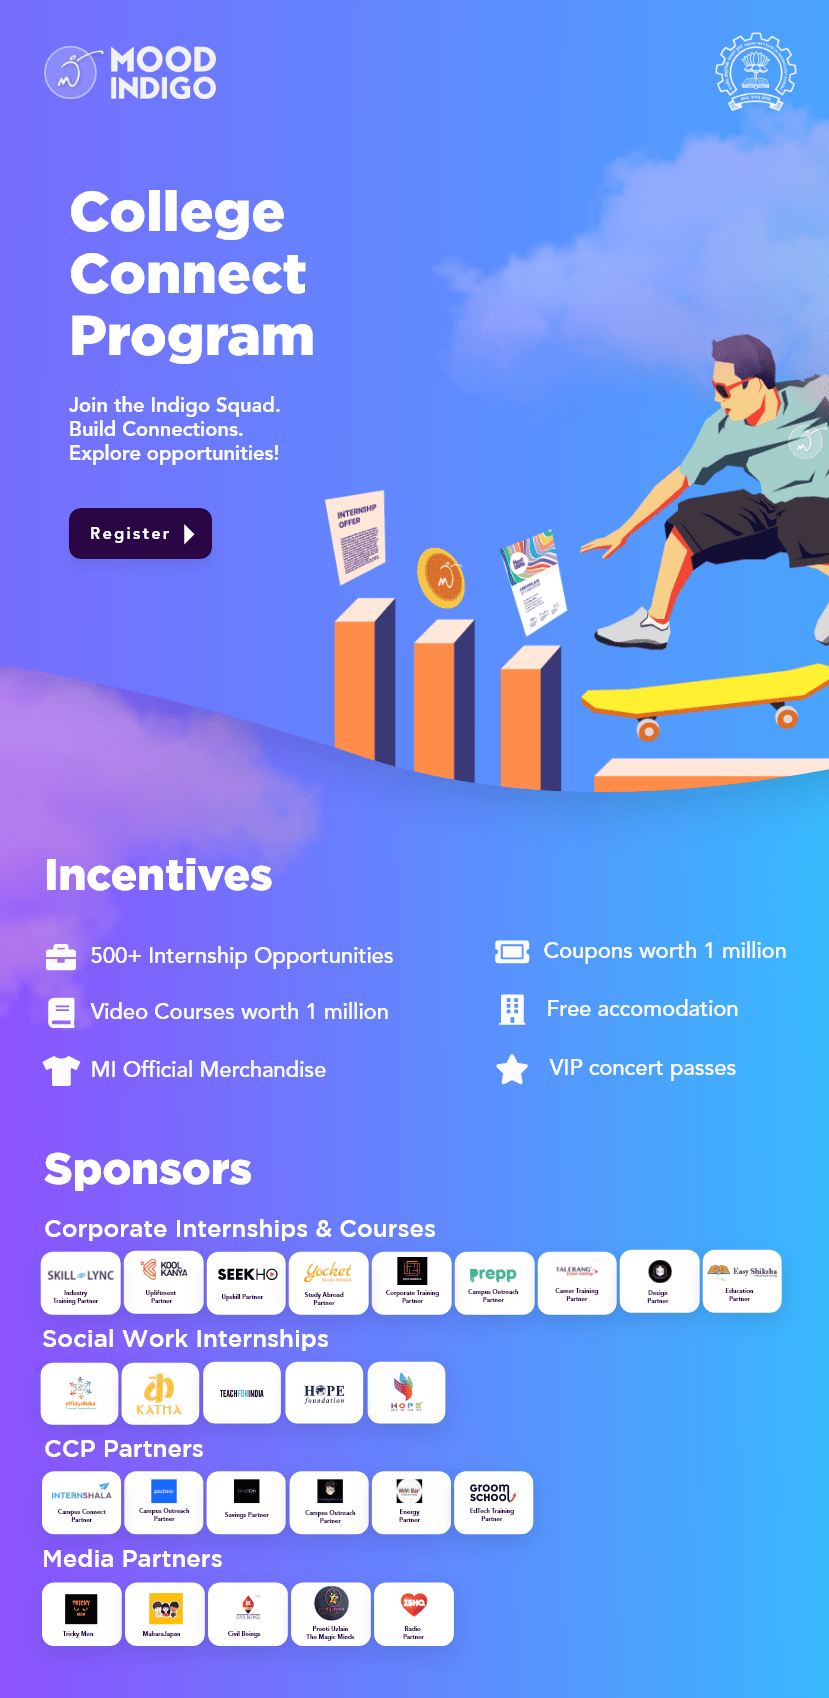 MOOD
INDIGO
College
Connect
Program
Join the Indigo Squad.
Build Connections.
Explore opportunities!
Register
INTERNSHIP
OFFER
CERTIFICATE
Incentives
500+ Internship Opportunities
Coupons worth 1 million
Video Courses worth 1 million
Free accomodation
MI Official Merchandise
VIP concert passes
Sponsors
Corporate Internships & Courses
SKILL LYNC
Industry
Training Partner
KOOL
KANYA
Upliftment
Partner
SEEKHO
Upskill Partner
Yocket
Study Abroad
Partner
Corporate Training
Partner
prepp
Campus Outreach
Partner
TALERANG
Career Training
Partner
Design
Partner
Easy Shiksha
Education
Partner
Social Work Internships
eVidyaloka
KATHA
TEACHFORINDIA
HOPE
foundation
HOPE
CCP Partners
INTERNSHALA
Campus Connect
Partner
Campus Outreach
Partner
Savings Partner
Campus Outreach
Partner
Energy
Partner
GROOM
SCHOOL
EdTech Training
Partner
Media Partners
TRICKY
MEN
Tricky Men
MaharaJapan
CIVIL BEINGS
Civil Beings
Preeti Uzlain
The Magic Minds
ISHQ
Radio
Partner